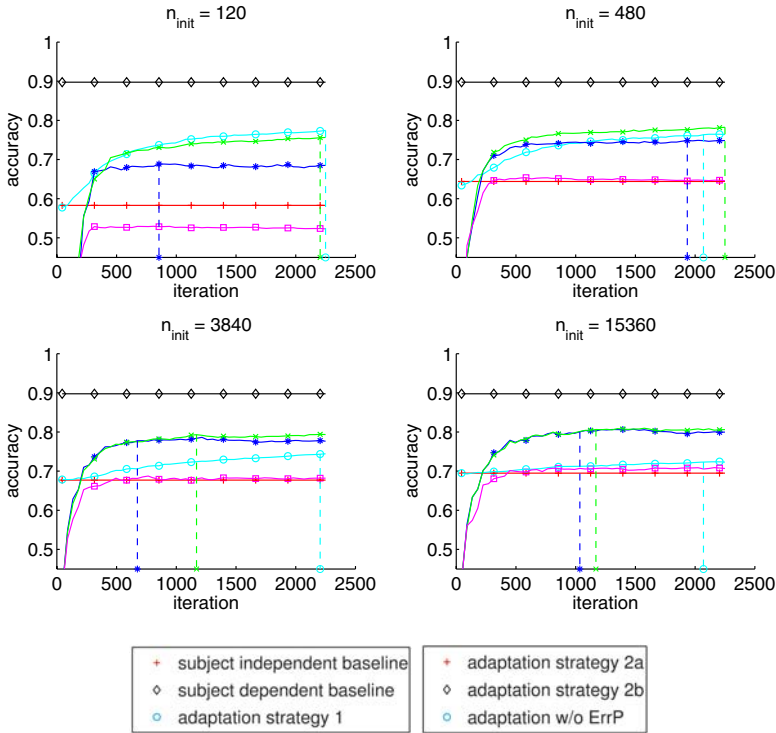 n_init = 120
n_init = 480
1
0.9
0.8
0.7
0.6
0.5
accuracy
0 500 1000 1500 2000 2500
iteration
1
0.9
0.8
0.7
0.6
0.5
accuracy
0 500 1000 1500 2000 2500
iteration
n_init = 3840
n_init = 15360
1
0.9
0.8
0.7
0.6
0.5
accuracy
0 500 1000 1500 2000 2500
iteration
1
0.9
0.8
0.7
0.6
0.5
accuracy
0 500 1000 1500 2000 2500
iteration
subject independent baseline
subject dependent baseline
adaptation strategy 1
adaptation strategy 2a
adaptation strategy 2b
adaptation w/o ErrP